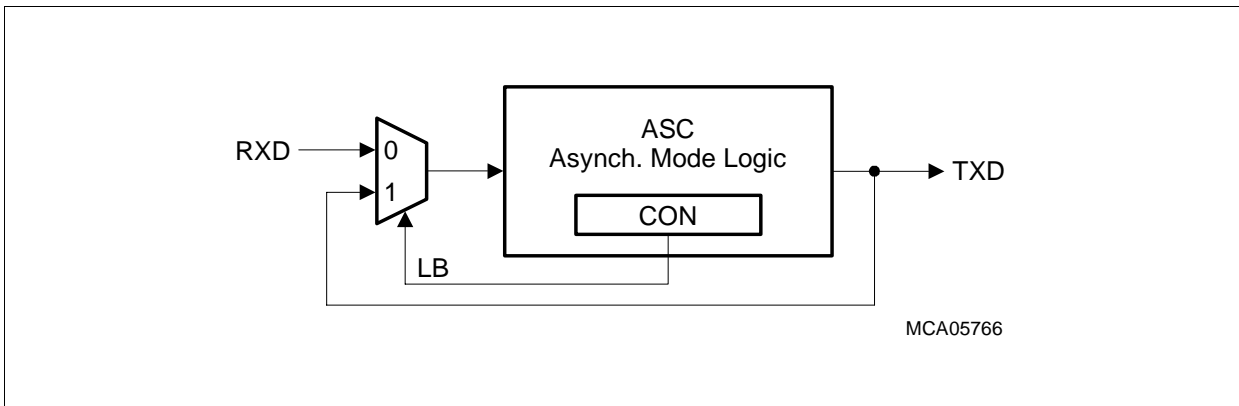 RXD
0
1
ASC
Asynch. Mode Logic
CON
TXD
LB
MCA05766